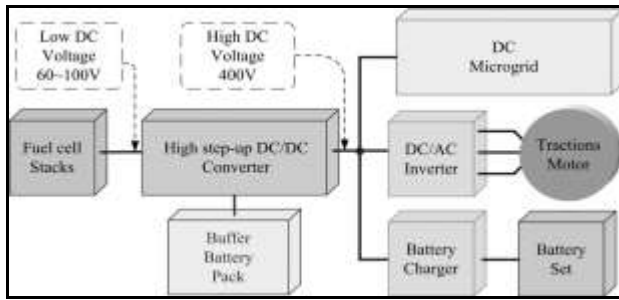 Low DC
Voltage
60~100V
High DC
Voltage
400V
DC
Microgrid
Fuel cell
Stacks
High step-up DC/DC
Converter
DC/AC
Inverter
Tractions
Motor
Buffer
Battery
Pack
Battery
Charger
Battery
Set